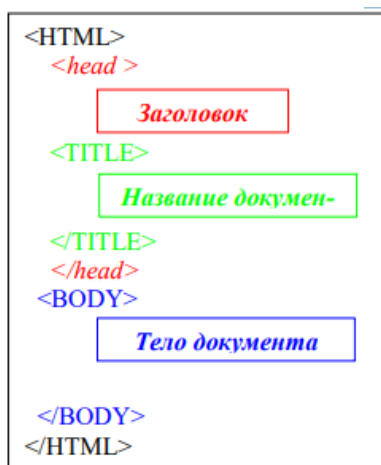 <HTML>
<head >
Заголовок
<TITLE>
Название докумен-
</TITLE>
</head>
<BODY>
Тело документа
</BODY>
</HTML>